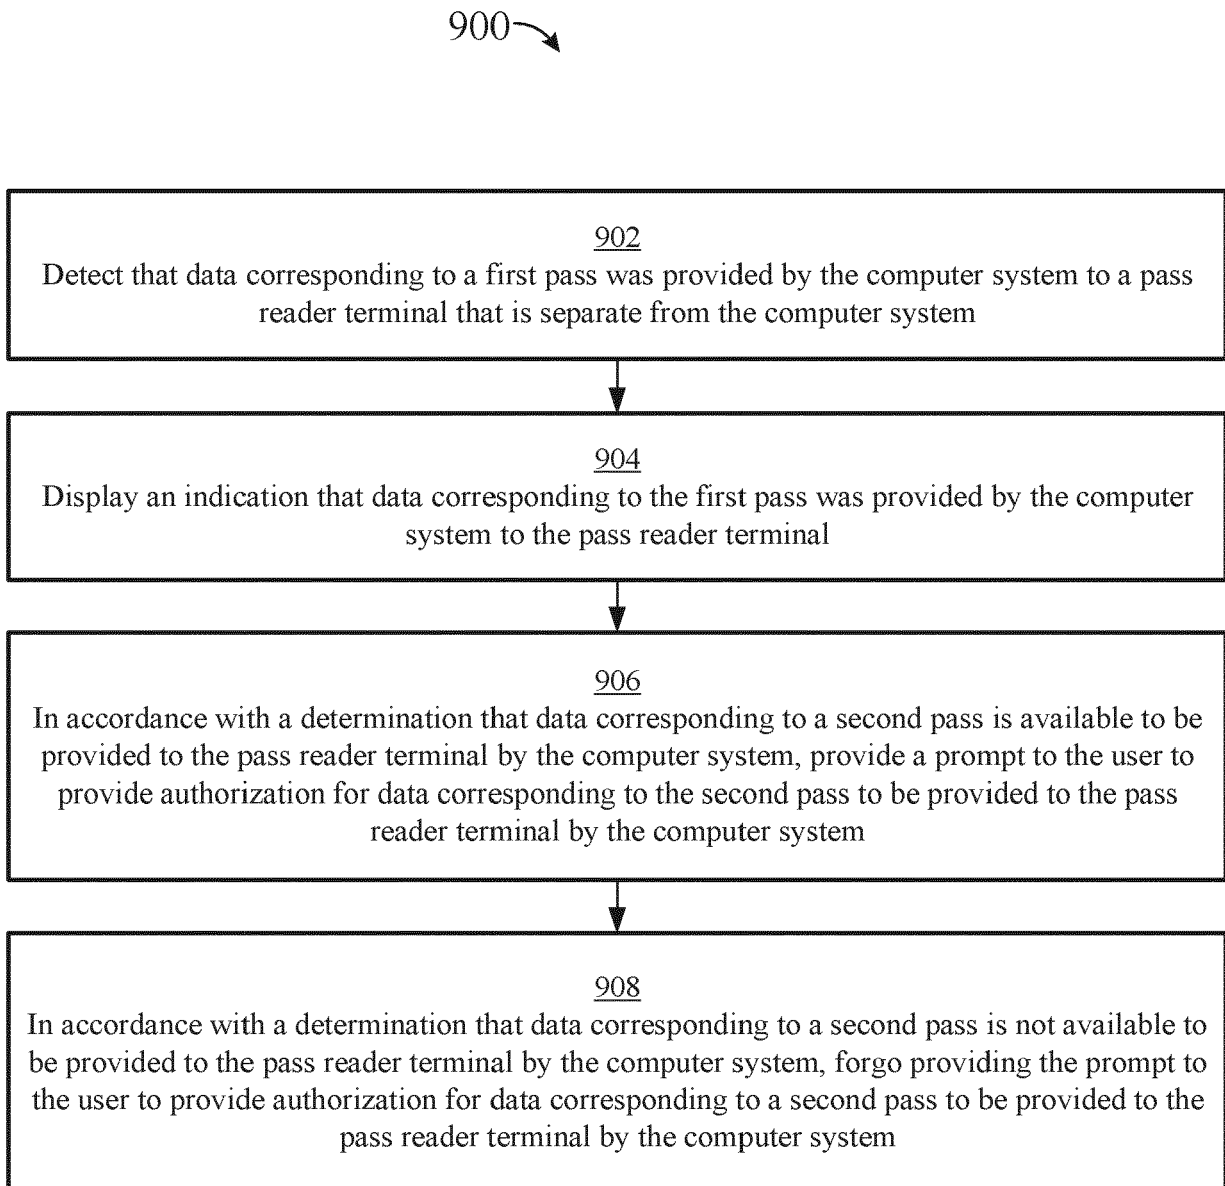 900
902
Detect that data corresponding to a first pass was provided by the computer system to a pass
reader terminal that is separate from the computer system
904
Display an indication that data corresponding to the first pass was provided by the computer
system to the pass reader terminal
906
In accordance with a determination that data corresponding to a second pass is available to be
provided to the pass reader terminal by the computer system, provide a prompt to the user to
provide authorization for data corresponding to the second pass to be provided to the pass
reader terminal by the computer system
908
In accordance with a determination that data corresponding to a second pass is not available to
be provided to the pass reader terminal by the computer system, forgo providing the prompt to
the user to provide authorization for data corresponding to a second pass to be provided to the
pass reader terminal by the computer system